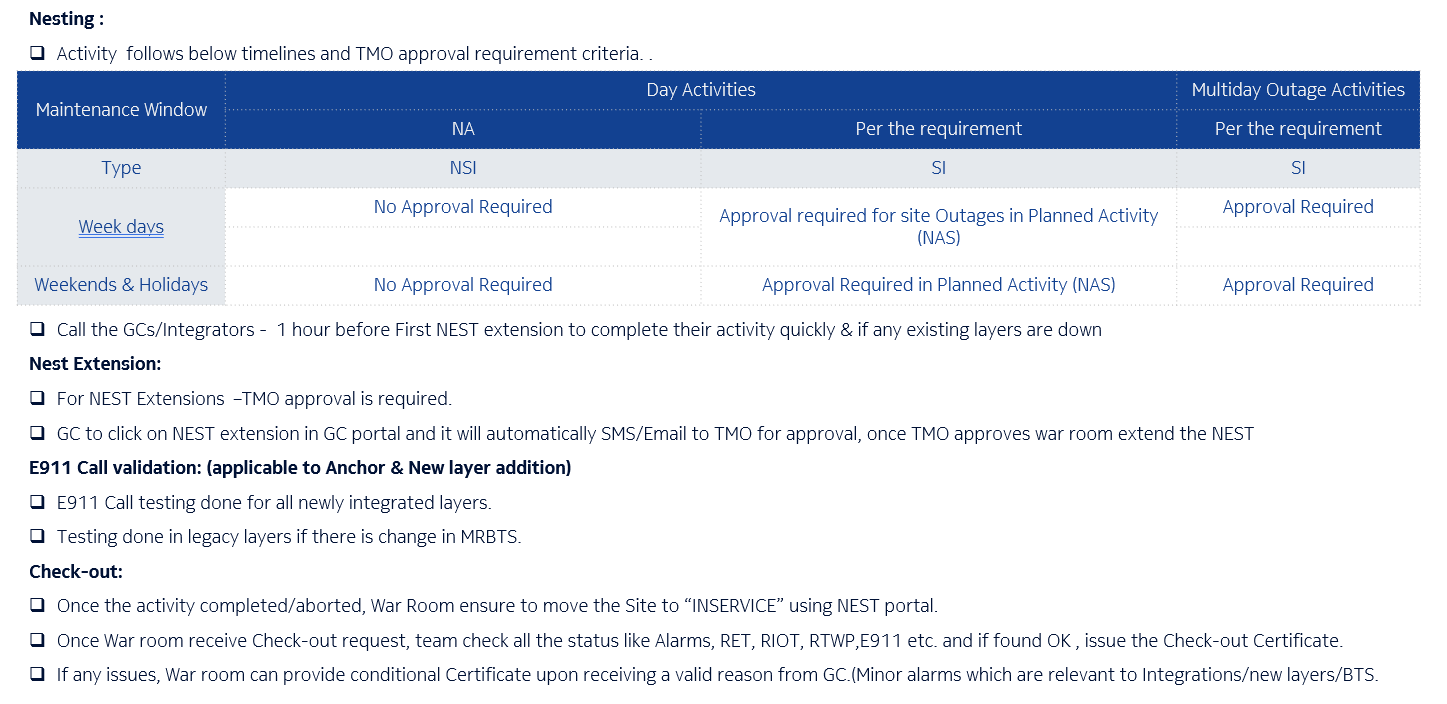 Nesting :
❑ Activity follows below timelines and TMO approval requirement criteria. .
Maintenance Window
Day Activities
Multiday Outage Activities
NA
Per the requirement
Per the requirement
Type
NSI
SI
SI
Week days
No Approval Required
Approval required for site Outages in Planned Activity
(NAS)
Approval Required
Weekends & Holidays
No Approval Required
Approval Required in Planned Activity (NAS)
Approval Required
❑ Call the GCs/Integrators - 1 hour before First NEST extension to complete their activity quickly & if any existing layers are down
Nest Extension:
❑ For NEST Extensions –TMO approval is required.
❑ GC to click on NEST extension in GC portal and it will automatically SMS/Email to TMO for approval, once TMO approves war room extend the NEST
E911 Call validation: (applicable to Anchor & New layer addition)
❑ E911 Call testing done for all newly integrated layers.
❑ Testing done in legacy layers if there is change in MRBTS.
Check-out:
❑ Once the activity completed/aborted, War Room ensure to move the Site to “INSERVICE” using NEST portal.
❑ Once War room receive Check-out request, team check all the status like Alarms, RET, RIOT, RTWP,E911 etc. and if found OK , issue the Check-out Certificate.
❑ If any issues, War room can provide conditional Certificate upon receiving a valid reason from GC.(Minor alarms which are relevant to Integrations/new layers/BTS.